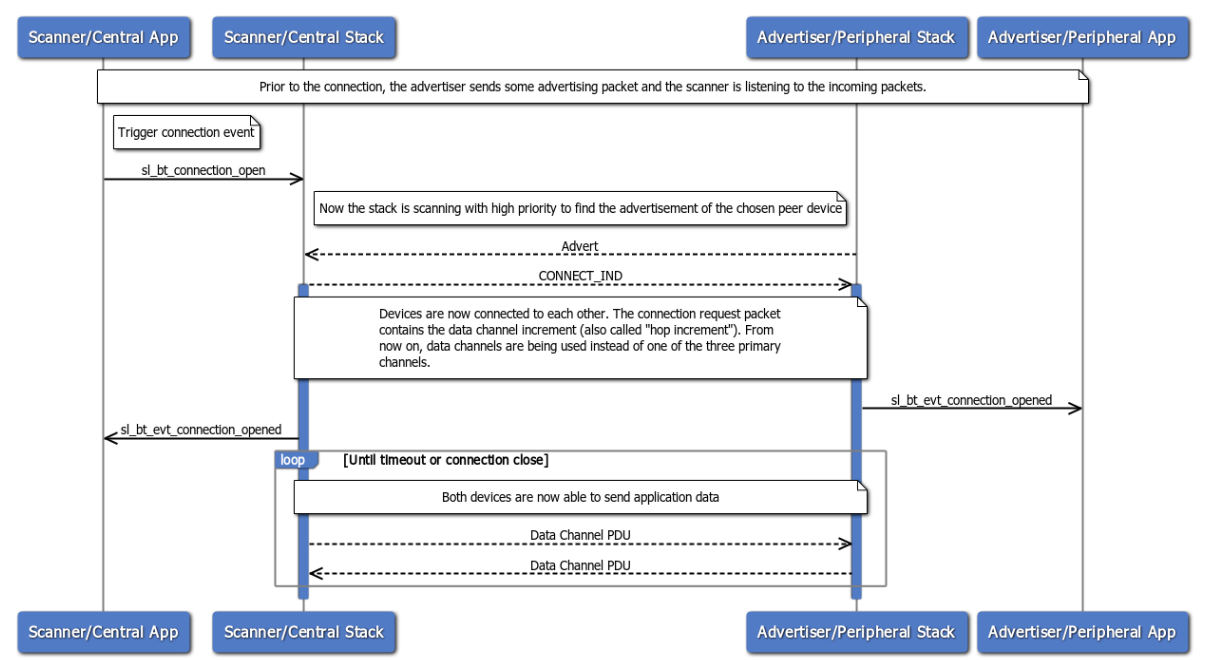 Scanner/Central App
Scanner/Central Stack
Advertiser/Peripheral Stack
Advertiser/Peripheral App
Prior to the connection, the advertiser sends some advertising packet and the scanner is listening to the incoming packets.
Trigger connection event
sl_bt_connection_open
Now the stack is scanning with high priority to find the advertisement of the chosen peer device
Advert
CONNECT_IND
Devices are now connected to each other. The connection request packet
contains the data channel increment (also called "hop increment"). From
now on, data channels are being used instead of one of the three primary
channels.
sl_bt_evt_connection_opened
sl_bt_evt_connection_opened
loop
[Until timeout or connection close]
Both devices are now able to send application data
Data Channel PDU
Data Channel PDU
Scanner/Central App
Scanner/Central Stack
Advertiser/Peripheral Stack
Advertiser/Peripheral App